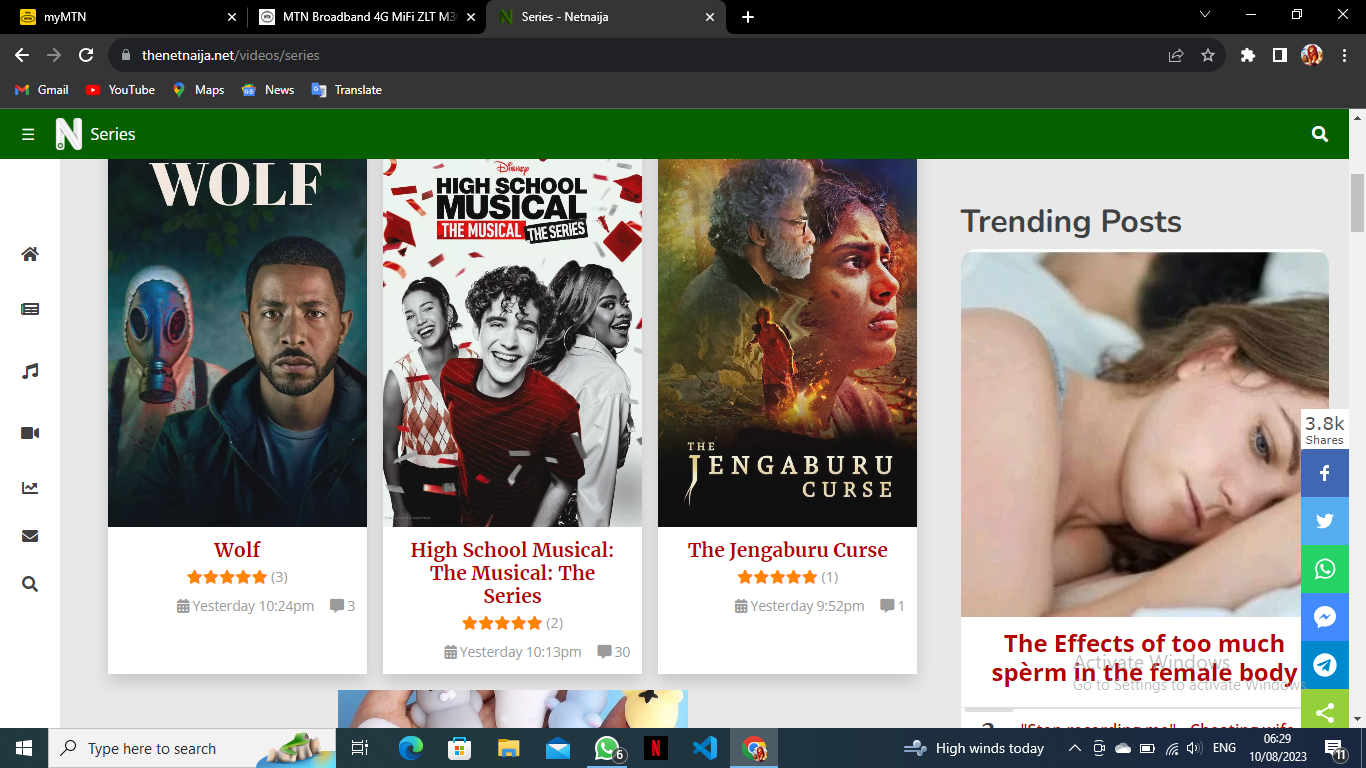 myMTN
MTN Broadband 4G MiFi ZLT M30
Series - Netnaija
thenetnaija.net/videos/series
Gmail
YouTube
Maps
News
Translate
Series
WOLF
DISNEY
HIGH SCHOOL
MUSICAL
THE MUSICAL THE SERIES
THE
JENGABURU
CURSE
Wolf
(3)
Yesterday 10:24pm 3
High School Musical:
The Musical: The
Series
(2)
Yesterday 10:13pm 30
The Jengaburu Curse
(1)
Yesterday 9:52pm 1
Trending Posts
3.8k
Shares
The Effects of too much
spèrm in the female body
Activate Windows
Go to Settings to activate Windows.
"Stop recording me" - Cheating wife
Type here to search
6
N
High winds today
ENG
06:29
10/08/2023
11